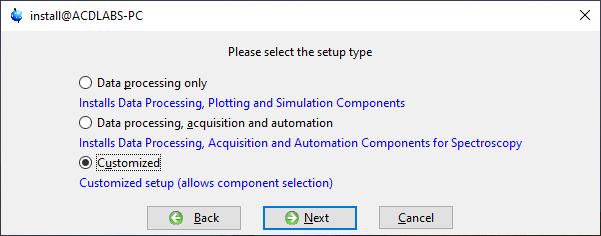 install@ACDLABS-PC
Please select the setup type
Data processing only
Installs Data Processing, Plotting and Simulation Components
Data processing, acquisition and automation
Installs Data Processing, Acquisition and Automation Components for Spectroscopy
Customized
Customized setup (allows component selection)
Back Next Cancel